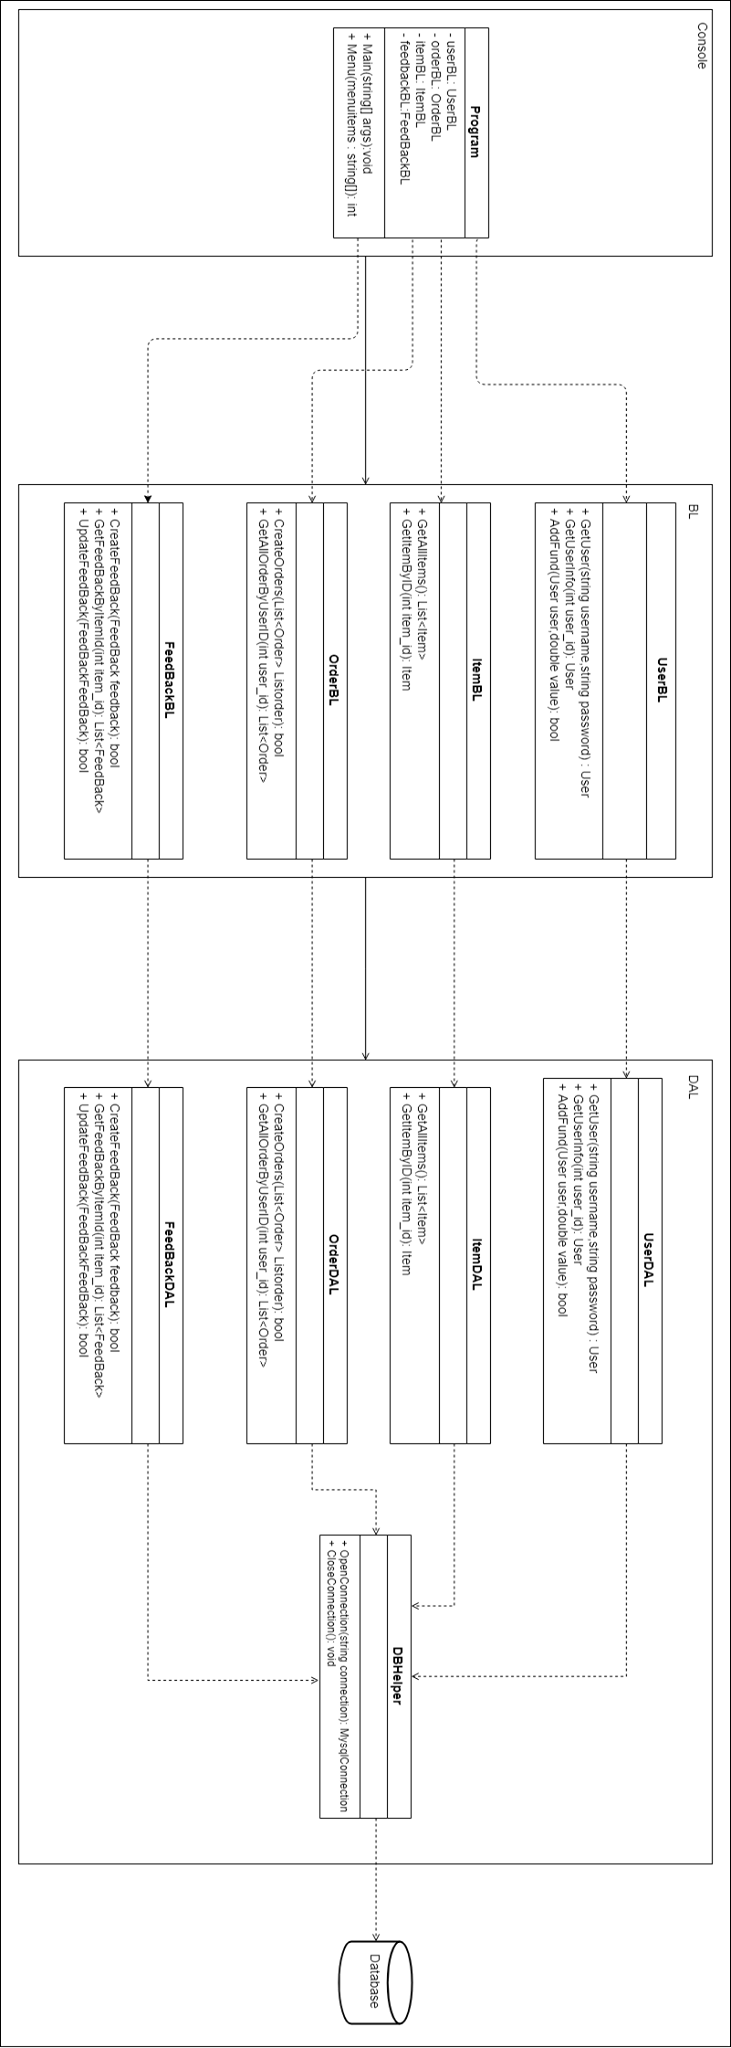 Console
Program
- userBL: UserBL
- orderBL: OrderBL
- itemBL: ItemBL
- feedbackBL:FeedBackBL
+ Main(string[] args):void
+ Menu(menuitems : string[]): int
BL
UserBL
+ GetUser(string username,string password) : User
+ GetUserInfo(int user_id): User
+ AddFund(User user,double value): bool
ItemBL
+ GetAllItems(): List<Item>
+ GetItemByID(int item_id): Item
OrderBL
+ CreateOrders(List<Order> Listorder): bool
+ GetAllOrderByUserID(int user_id): List<Order>
FeedBackBL
+ CreateFeedBack(FeedBack feedback): bool
+ GetFeedBackByItemId(int item_id): List<FeedBack>
+ UpdateFeedBack(FeedBackFeedBack): bool
DAL
UserDAL
+ GetUser(string username,string password) : User
+ GetUserInfo(int user_id): User
+ AddFund(User user,double value): bool
ItemDAL
+ GetAllItems(): List<Item>
+ GetItemByID(int item_id): Item
OrderDAL
+ CreateOrders(List<Order> Listorder): bool
+ GetAllOrderByUserID(int user_id): List<Order>
FeedBackDAL
+ CreateFeedBack(FeedBack feedback): bool
+ GetFeedBackByItemId(int item_id): List<FeedBack>
+ UpdateFeedBack(FeedBackFeedBack): bool
DBHelper
+ OpenConnection(string connection): MysqlConnection
+ CloseConnection(): void
Database